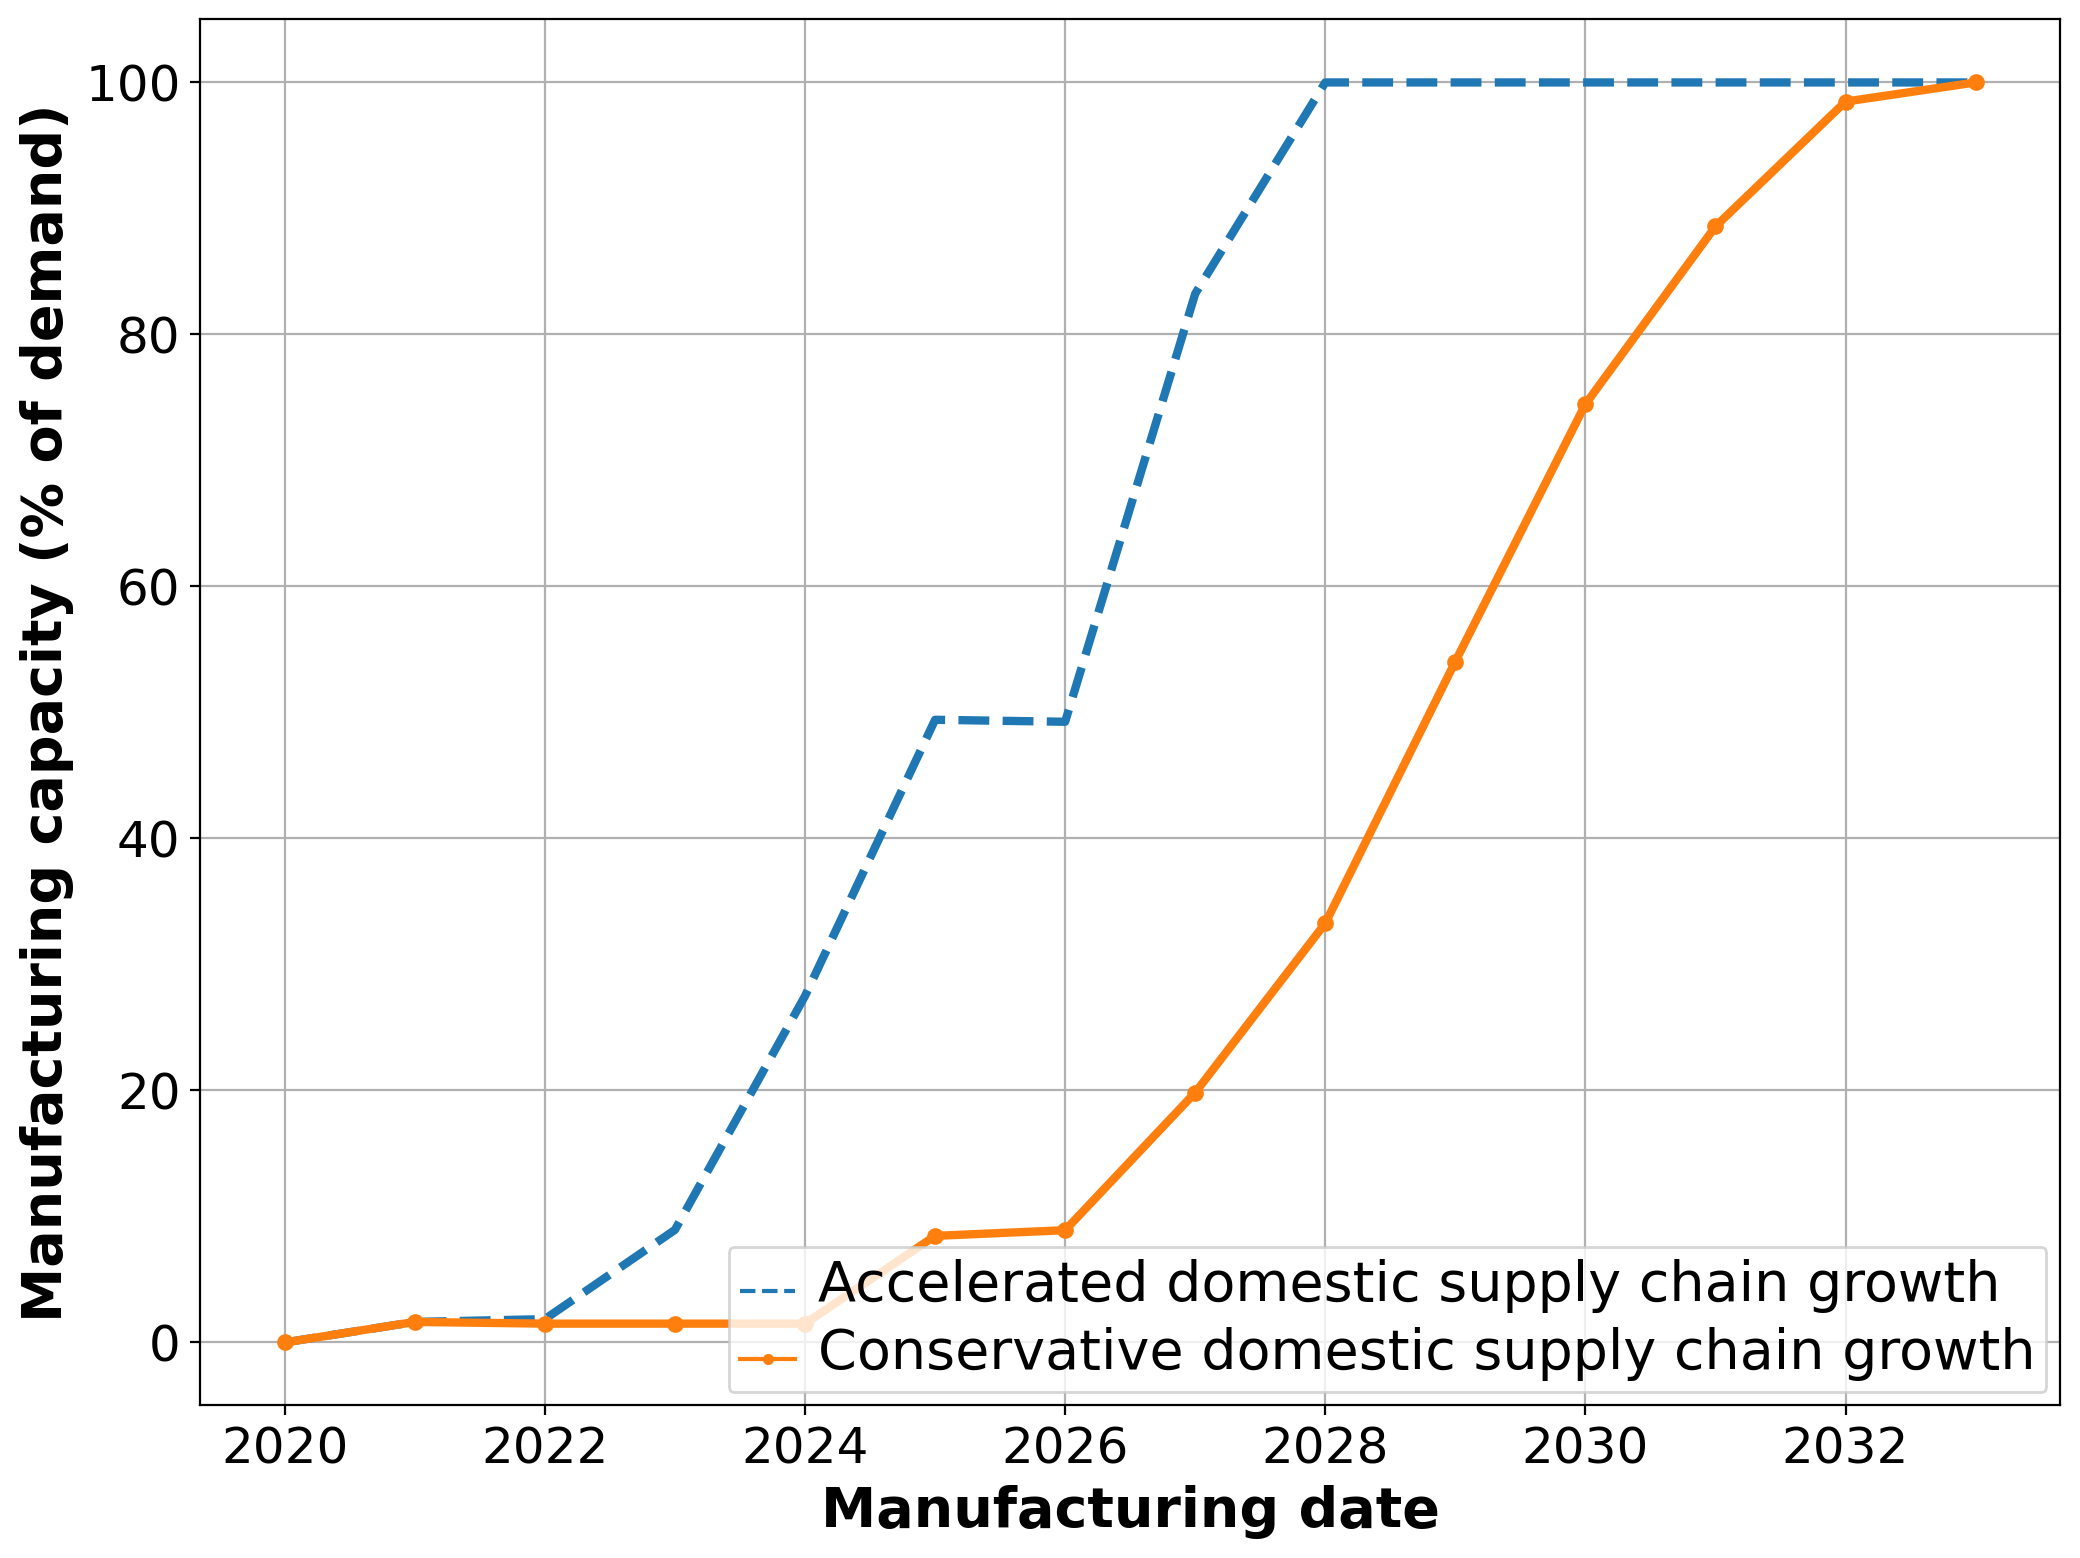 Manufacturing capacity (% of demand)
100
80
60
40
20
0
Accelerated domestic supply chain growth
Conservative domestic supply chain growth
2020 2022 2024 2026 2028 2030 2032
Manufacturing date